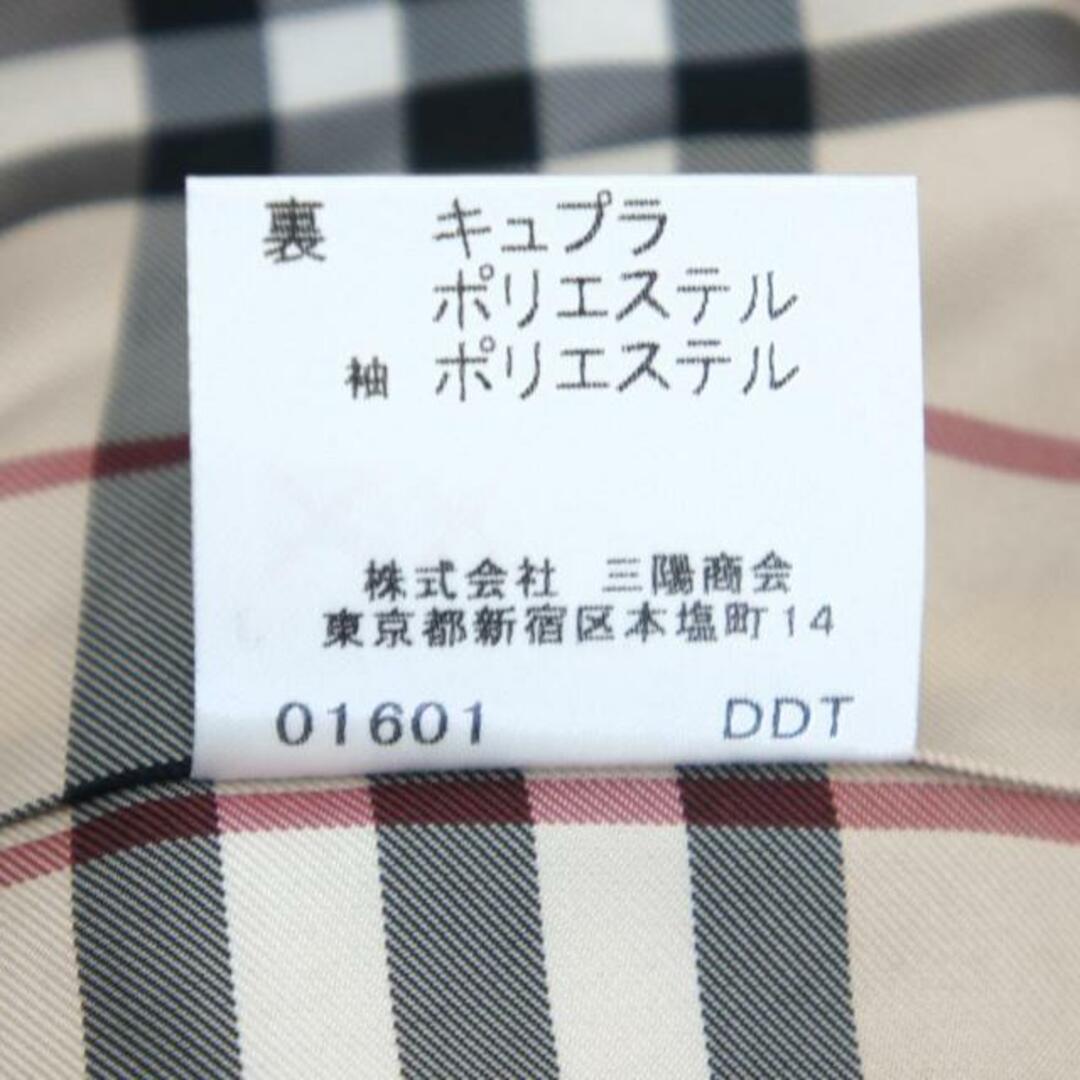 裏 キュプラ
ポリエステル
袖 ポリエステル
株式会社 三陽商会
東京都新宿区本塩町14
01601 DDT